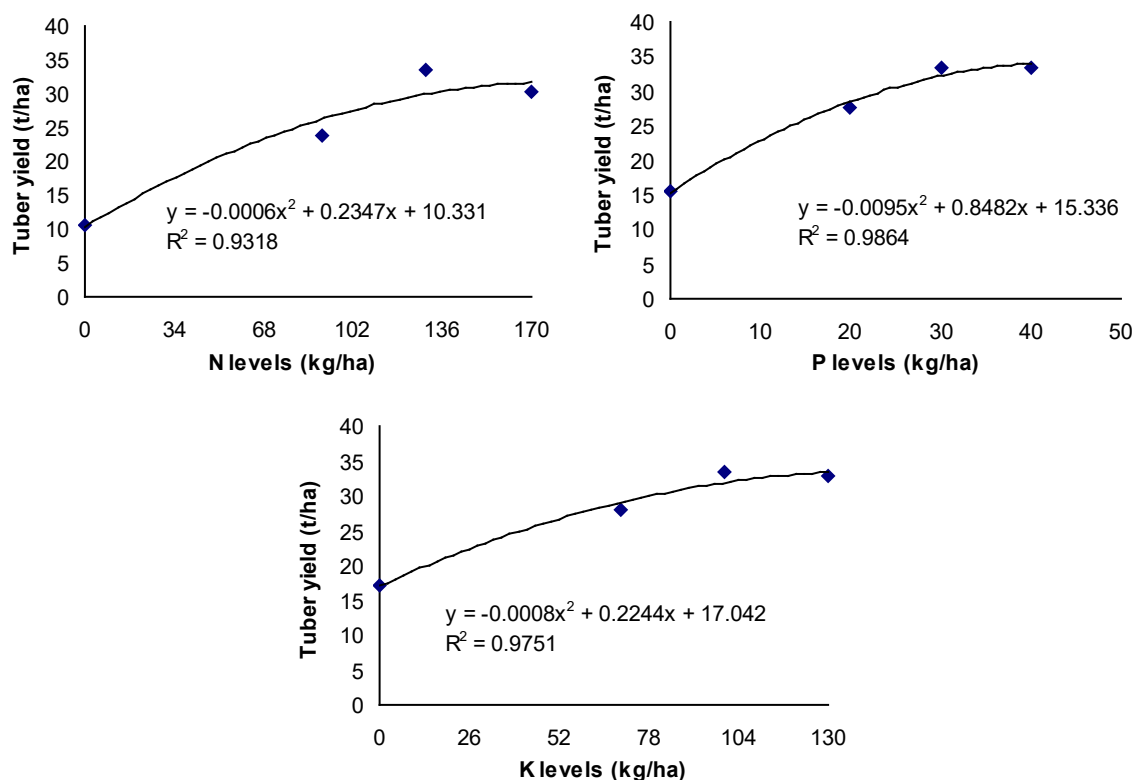 40
35
30
25
20
15
10
5
0
Tuber yield (t/ha)
y = -0.0006x² + 0.2347x + 10.331
R² = 0.9318
0 34 68 102 136 170
N levels (kg/ha)
40
35
30
25
20
15
10
5
0
Tuber yield (t/ha)
y = -0.0095x² + 0.8482x + 15.336
R² = 0.9864
0 10 20 30 40 50
P levels (kg/ha)
40
35
30
25
20
15
10
5
0
Tuber yield (t/ha)
y = -0.0008x² + 0.2244x + 17.042
R² = 0.9751
0 26 52 78 104 130
K levels (kg/ha)